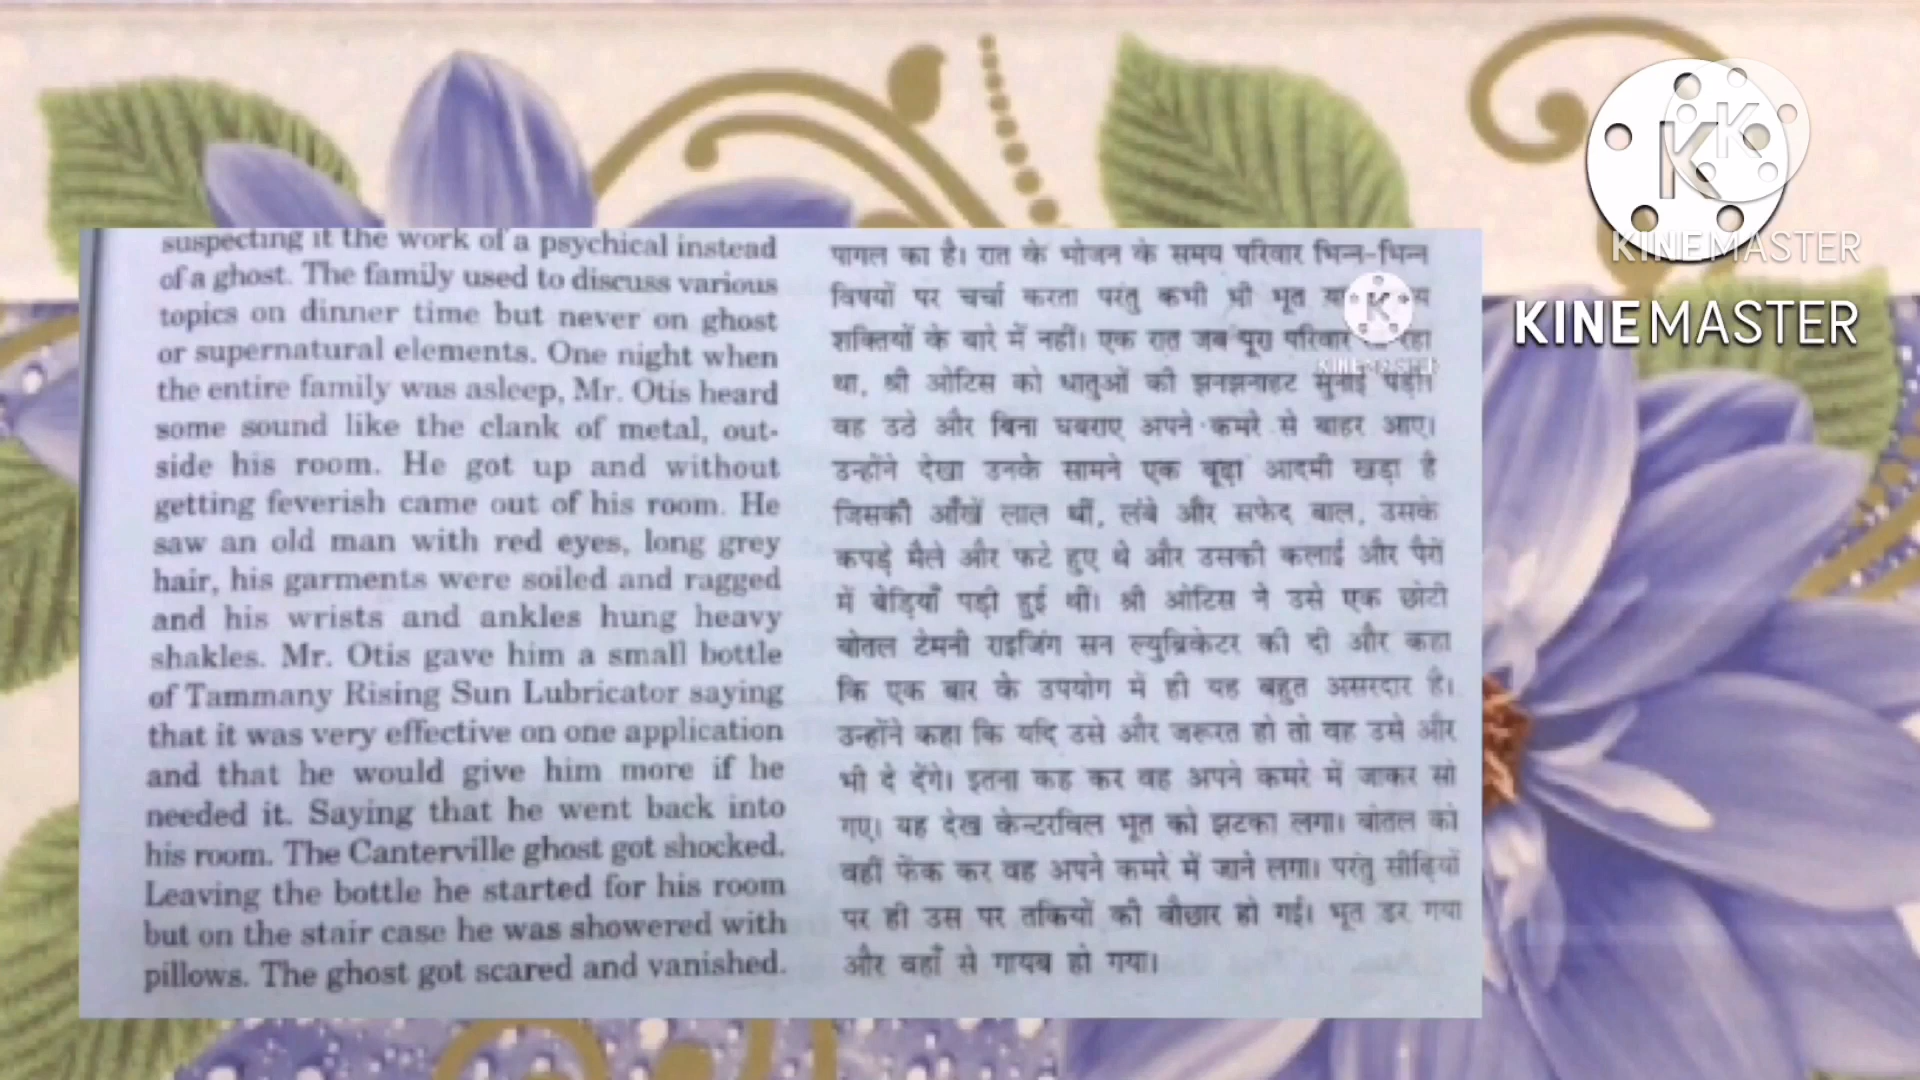 suspecting it the work of a psychical instead
of a ghost. The family used to discuss various
topics on dinner time but never on ghost
or supernatural elements. One night when
the entire family was asleep, Mr. Otis heard
some sound like the clank of metal, out-
side his room. He got up and without
getting feverish came out of his room. He
saw an old man with red eyes, long grey
hair, his garments were soiled and ragged
and his wrists and ankles hung heavy
shakles. Mr. Otis gave him a small bottle
of Tammany Rising Sun Lubricator saying
that it was very effective on one application
and that he would give him more if he
needed it. Saying that he went back into
his room. The Canterville ghost got shocked.
Leaving the bottle he started for his room
but on the stair case he was showered with
pillows. The ghost got scared and vanished.
पागल का है। रात के भोजन के समय परिवार भिन्न-भिन्न
विषयों पर चर्चा करता परंतु कभी भी भूत
शक्तियों के बारे में नहीं। एक रात जब पूरा परिवार रहा
था, श्री ओटिस को धातुओं की झनझनाहट सुनाई पड़ी।
वह उठे और बिना घबराए अपने कमरे से बाहर आए।
उन्होंने देखा उनके सामने एक बूढ़ा आदमी खड़ा है
जिसकी आँखें लाल थीं, लंबे और सफेद बाल, उसके
कपड़े मैले और फटे हुए थे और उसकी कलाई और पैरों
में बेड़ियाँ पड़ी हुई थीं। श्री ओटिस ने उसे एक छोटी
बोतल टेमनी राइजिंग सन ल्युब्रिकेटर की दी और कहा
कि एक बार के उपयोग में ही यह बहुत असरदार है।
उन्होंने कहा कि यदि उसे और जरूरत हो तो वह उसे और
भी दे देंगे। इतना कह कर वह अपने कमरे में जाकर सो
गए। यह देख केन्टरविल भूत को झटका लगा। बोतल को
वहीं फेंक कर वह अपने कमरे में जाने लगा। परंतु सीढ़ियों
पर ही उस पर तकियों की बौछार हो गई। भूत डर गया
और वहाँ से गायब हो गया।
KINEMASTER
KINEMASTER
KINEMASTER